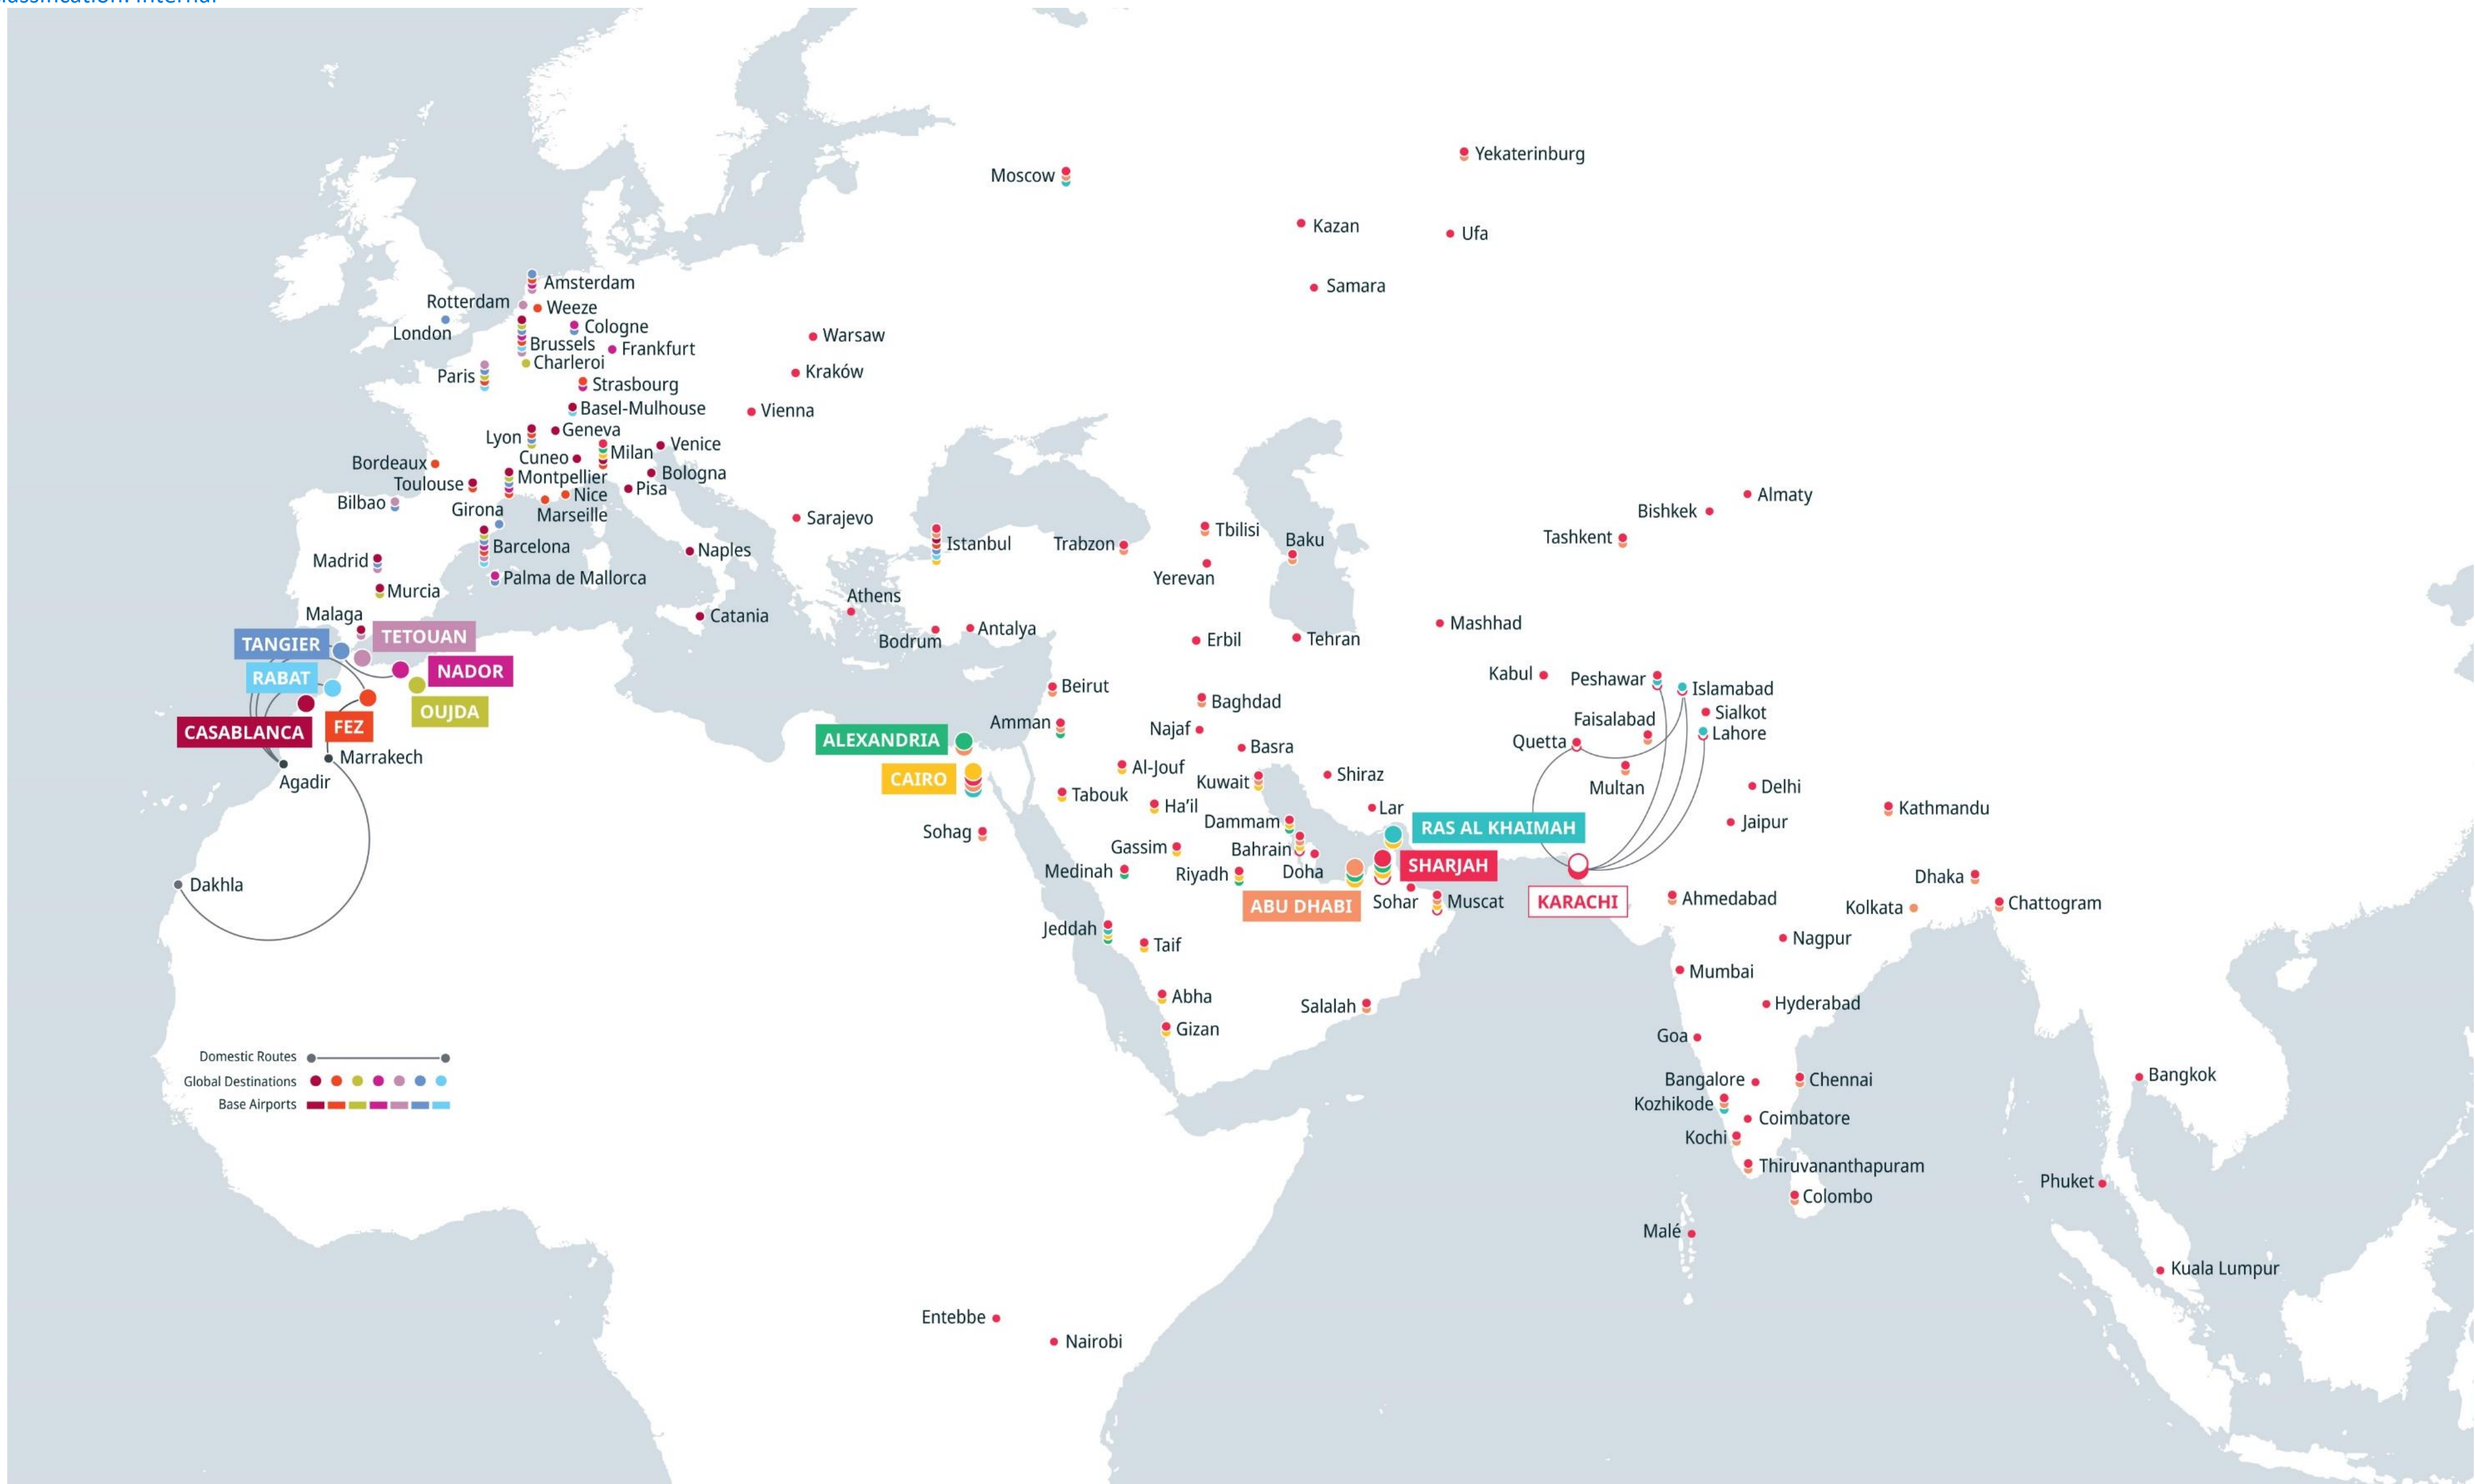 Classification: Internal
Yekaterinburg
Moscow
Kazan
Ufa
Samara
Amsterdam
Rotterdam
Weeze
London
Cologne
Brussels
Frankfurt
Charleroi
Paris
Strasbourg
Basel-Mulhouse
Warsaw
Kraków
Vienna
Lyon
Geneva
Venice
Cuneo
Milan
Bordeaux
Bologna
Toulouse
Montpellier
Pisa
Nice
Bilbao
Girona
Marseille
Barcelona
Naples
Madrid
Palma de Mallorca
Murcia
Malaga
Catania
Sarajevo
Istanbul
Trabzon
Tbilisi
Baku
Yerevan
Athens
Bodrum
Antalya
Erbil
Tehran
Almaty
Bishkek
Tashkent
Mashhad
TANGIER
TETOUAN
RABAT
NADOR
OUJDA
CASABLANCA
FEZ
Marrakech
Agadir
Dakhla
ALEXANDRIA
CAIRO
Sohag
Beirut
Amman
Baghdad
Najaf
Basra
Al-Jouf
Kuwait
Shiraz
Tabouk
Ha’il
Lar
Dammam
Gassim
Bahrain
Medinah
Riyadh
Doha
RAS AL KHAIMAH
SHARJAH
ABU DHABI
Sohar
Muscat
KARACHI
Jeddah
Taif
Abha
Gizan
Salalah
Kabul
Peshawar
Islamabad
Sialkot
Faisalabad
Lahore
Quetta
Multan
Delhi
Jaipur
Kathmandu
Ahmedabad
Dhaka
Kolkata
Chattogram
Nagpur
Mumbai
Hyderabad
Goa
Bangalore
Chennai
Kozhikode
Coimbatore
Kochi
Thiruvananthapuram
Colombo
Malé
Bangkok
Phuket
Kuala Lumpur
Entebbe
Nairobi
Domestic Routes
Global Destinations
Base Airports